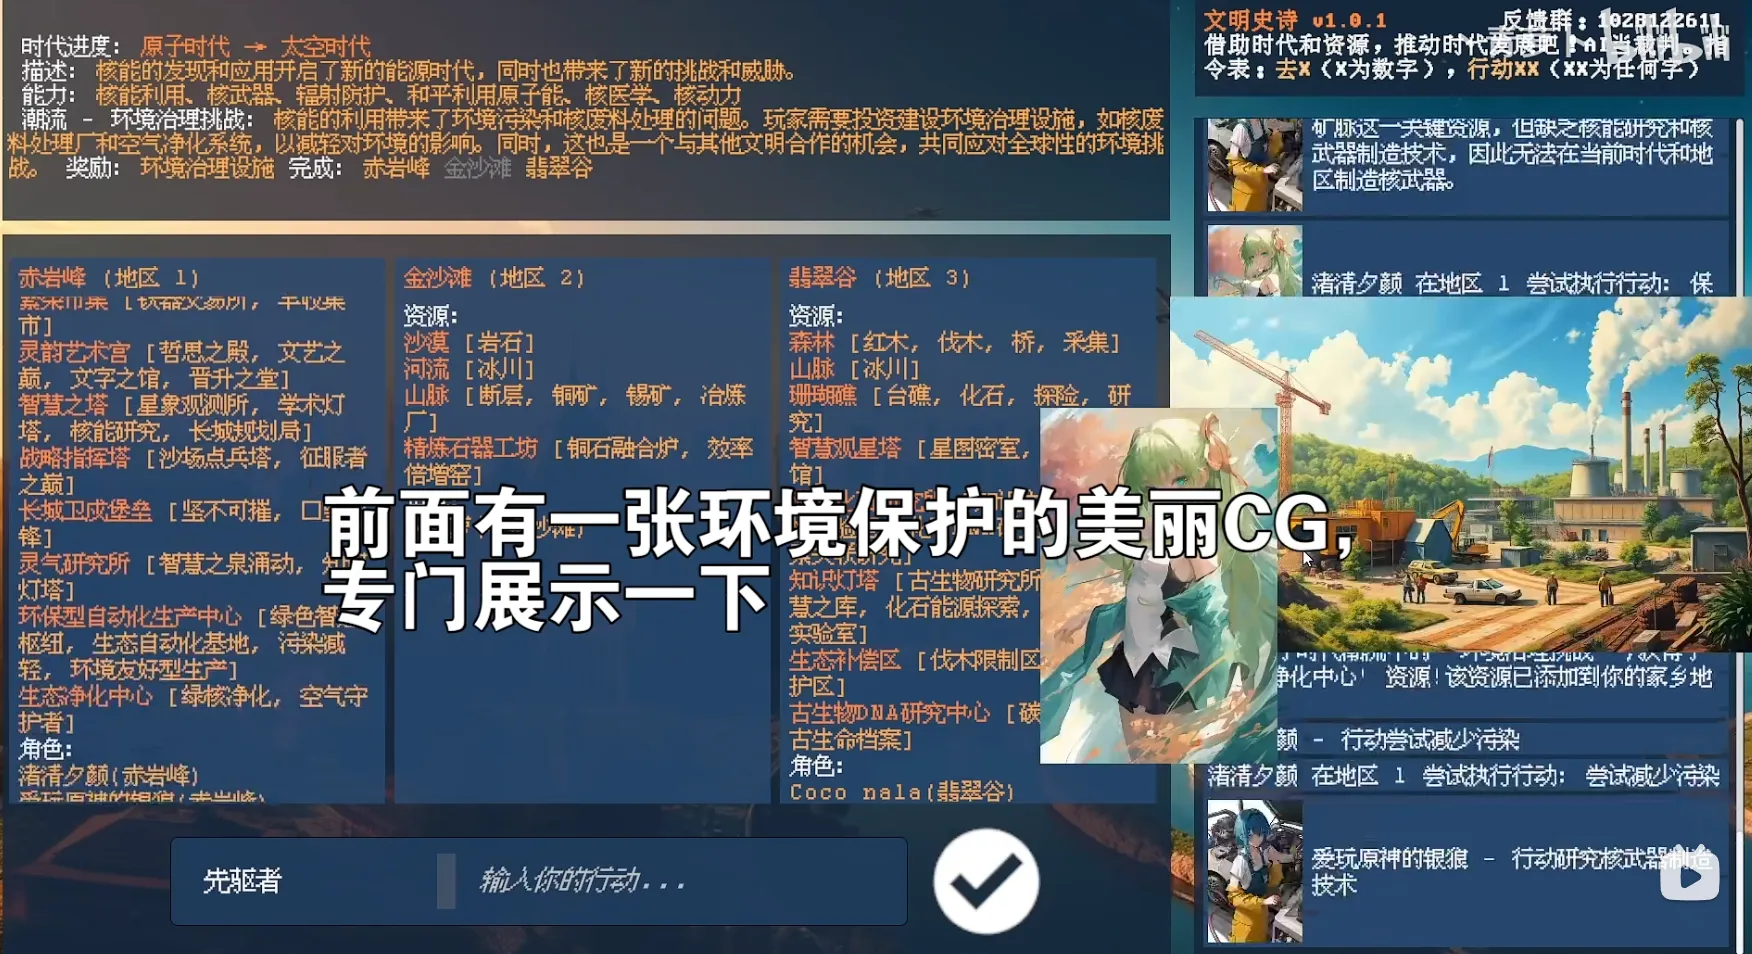 时代进度: 原子时代 → 太空时代
描述: 核能的发现和应用开启了新的能源时代，同时也带来了新的挑战和威胁。
能力: 核能利用、核武器、辐射防护、和平利用原子能、核医学、核动力
潮流 - 环境治理挑战: 核能的利用带来了环境污染和核废料处理的问题。玩家需要投资建设环境治理设施，如核废
料处理厂和空气净化系统，以减轻对环境的影响。同时，这也是一个与其他文明合作的机会，共同应对全球性的环境挑
战。 奖励: 环境治理设施 完成: 赤岩峰 金沙滩 翡翠谷
赤岩峰 (地区 1)
繁荣市集 [铁器交易所, 丰收集
市]
灵韵艺术宫 [哲思之殿, 文艺之
巅, 文字之馆, 晋升之堂]
智慧之塔 [星象观测所, 学术灯
塔, 核能研究, 长城规划局]
战略指挥塔 [沙场点兵塔, 征服者
之巅]
长城卫戍堡垒 [坚不可摧,
锋]
灵气研究所 [智慧之泉涌动,
灯塔]
环保型自动化生产中心 [绿色智
枢纽, 生态自动化基地, 污染减
轻, 环境友好型生产]
生态净化中心 [绿核净化, 空气守
护者]
角色:
渚清夕颜(赤岩峰)
爱玩原神的银狼(赤岩峰)
金沙滩 (地区 2)
资源:
沙漠 [岩石]
河流 [冰川]
山脉 [断层, 铜矿, 锡矿, 冶炼
厂]
精炼石器工坊 [铜石融合炉, 效率
倍增窑]
沙滩)
翡翠谷 (地区 3)
资源:
森林 [红木, 伐木, 桥, 采集]
山脉 [冰川]
珊瑚礁 [台礁, 化石, 探险, 研
究]
智慧观星塔 [星图密室,
馆]
知识灯塔 [古生物研究所
慧之库, 化石能源探索,
实验室]
生态补偿区 [伐木限制区
护区]
古生物DNA研究中心 [碳
古生命档案]
角色:
Coco nala(翡翠谷)
前面有一张环境保护的美丽CG,
专门展示一下
先驱者
输入你的行动...
文明史诗 v1.0.1 反馈群: 1028122611
借助时代和资源，推动时代发展吧！AI当裁判。指
令表: 去X (X为数字) , 行动XX (XX为任何字)
bilibili
矿脉这一关键资源，但缺乏核能研究和核
武器制造技术，因此无法在当前时代和地
区制造核武器。
渚清夕颜 在地区 1 尝试执行行动: 保
净化中心! 资源!该资源已添加到你的家乡地
颜 - 行动尝试减少污染
渚清夕颜 在地区 1 尝试执行行动: 尝试减少污染
爱玩原神的银狼 - 行动研究核武器制造
技术